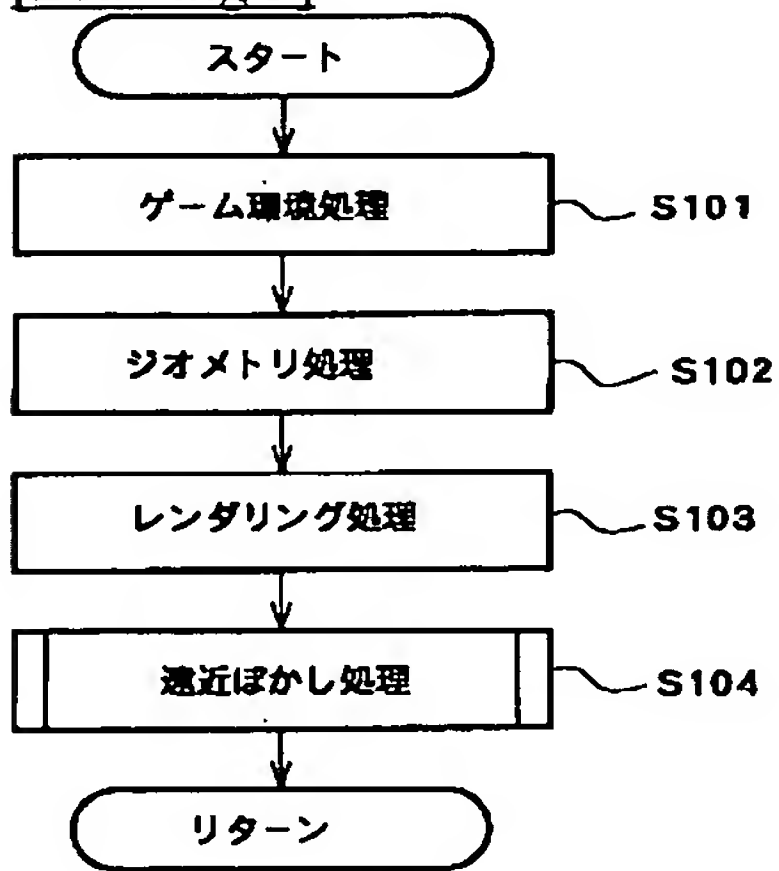 スタート
ゲーム環境処理
S101
ジオメトリ処理
S102
レンダリング処理
S103
遠近ぼかし処理
S104
リターン